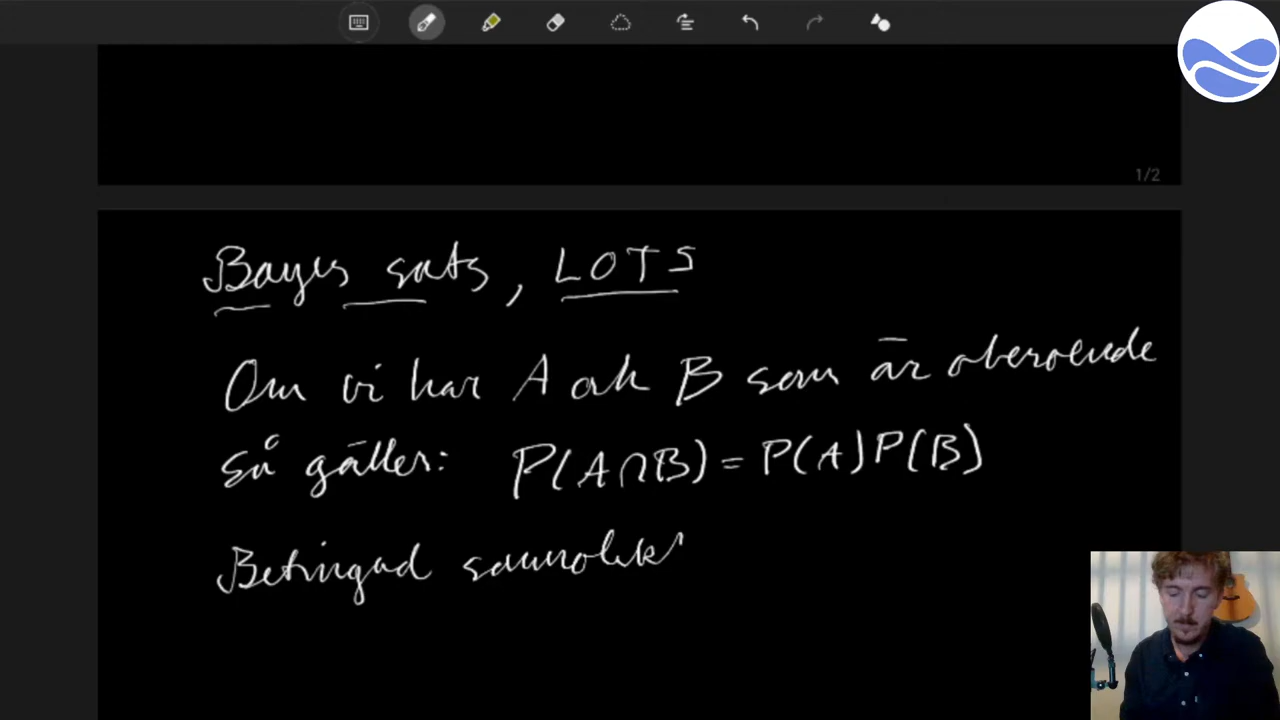 1/2
Bayes sats, LOTS
Om vi har A och B som är oberoende
så gäller: P(A∩B) = P(A)P(B)
Betingad sannolik